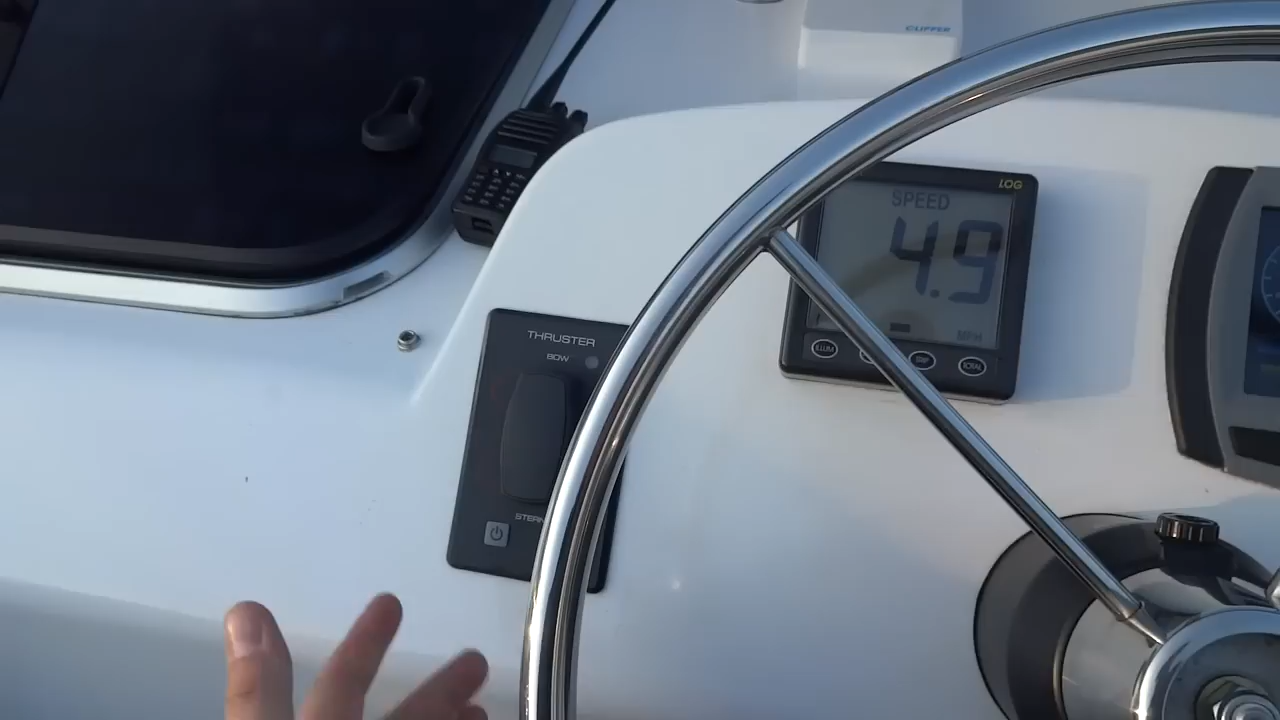 CLIPPER
LOG
SPEED
4.9
MPH
ILLUM
TRIP
TOTAL
THRUSTER
BOW
STERN